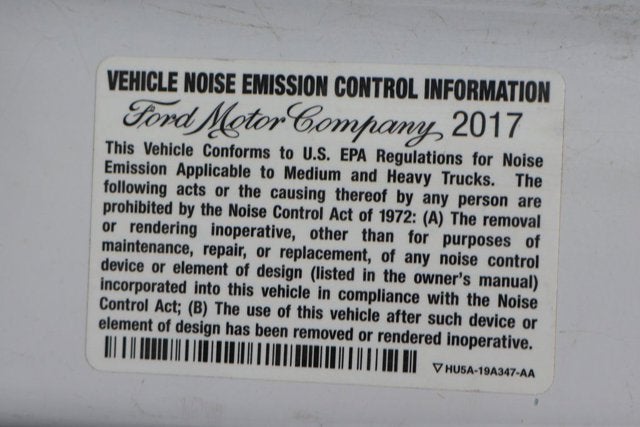 VEHICLE NOISE EMISSION CONTROL INFORMATION
Ford Motor Company 2017
This Vehicle Conforms to U.S. EPA Regulations for Noise
Emission Applicable to Medium and Heavy Trucks. The
following acts or the causing thereof by any person are
prohibited by the Noise Control Act of 1972: (A) The removal
or rendering inoperative, other than for purposes of
maintenance, repair, or replacement, of any noise control
device or element of design (listed in the owner's manual)
incorporated into this vehicle in compliance with the Noise
Control Act; (B) The use of this vehicle after such device or
element of design has been removed or rendered inoperative.
▽ HU5A-19A347-AA